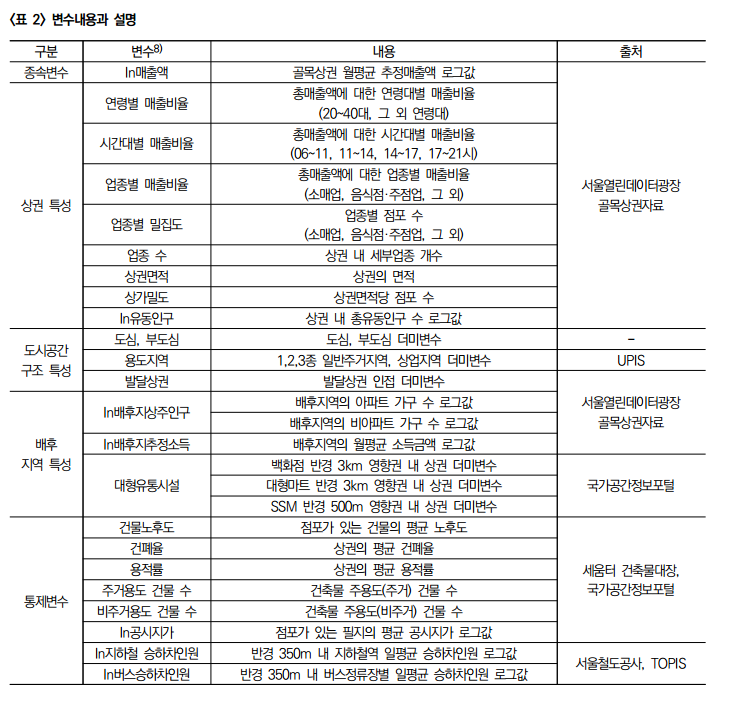 <표 2> 변수내용과 설명
구분 변수8) 내용 출처
종속변수 ln매출액 골목상권 월평균 추정매출액 로그값
서울열린데이터광장
골목상권자료
상권 특성
연령별 매출비율
총매출액에 대한 연령대별 매출비율
(20~40대, 그 외 연령대)
시간대별 매출비율
총매출액에 대한 시간대별 매출비율
(06~11, 11~14, 14~17, 17~21시)
업종별 매출비율
총매출액에 대한 업종별 매출비율
(소매업, 음식점·주점업, 그 외)
업종별 밀집도
업종별 점포 수
(소매업, 음식점·주점업, 그 외)
업종 수 상권 내 세부업종 개수
상권면적 상권의 면적
상가밀도 상권면적당 점포 수
ln유동인구 상권 내 총유동인구 수 로그값
도시공간
구조 특성
도심, 부도심 도심, 부도심 더미변수 -
용도지역 1,2,3종 일반주거지역, 상업지역 더미변수 UPIS
발달상권 발달상권 인접 더미변수
서울열린데이터광장
골목상권자료
배후
지역 특성
ln배후지상주인구
배후지역의 아파트 가구 수 로그값
배후지역의 비아파트 가구 수 로그값
ln배후지추정소득 배후지역의 월평균 소득금액 로그값
대형유통시설
백화점 반경 3km 영향권 내 상권 더미변수
대형마트 반경 3km 영향권 내 상권 더미변수
SSM 반경 500m 영향권 내 상권 더미변수
국가공간정보포털
통제변수
건물노후도 점포가 있는 건물의 평균 노후도
건폐율 상권의 평균 건폐율
용적률 상권의 평균 용적률
주거용도 건물 수 건축물 주용도(주거) 건물 수
비주거용도 건물 수 건축물 주용도(비주거) 건물 수
ln공시지가 점포가 있는 필지의 평균 공시지가 로그값
세움터 건축물대장,
국가공간정보포털
ln지하철 승하차인원 반경 350m 내 지하철역 일평균 승하차인원 로그값
ln버스승하차인원 반경 350m 내 버스정류장별 일평균 승하차인원 로그값
서울철도공사, TOPIS